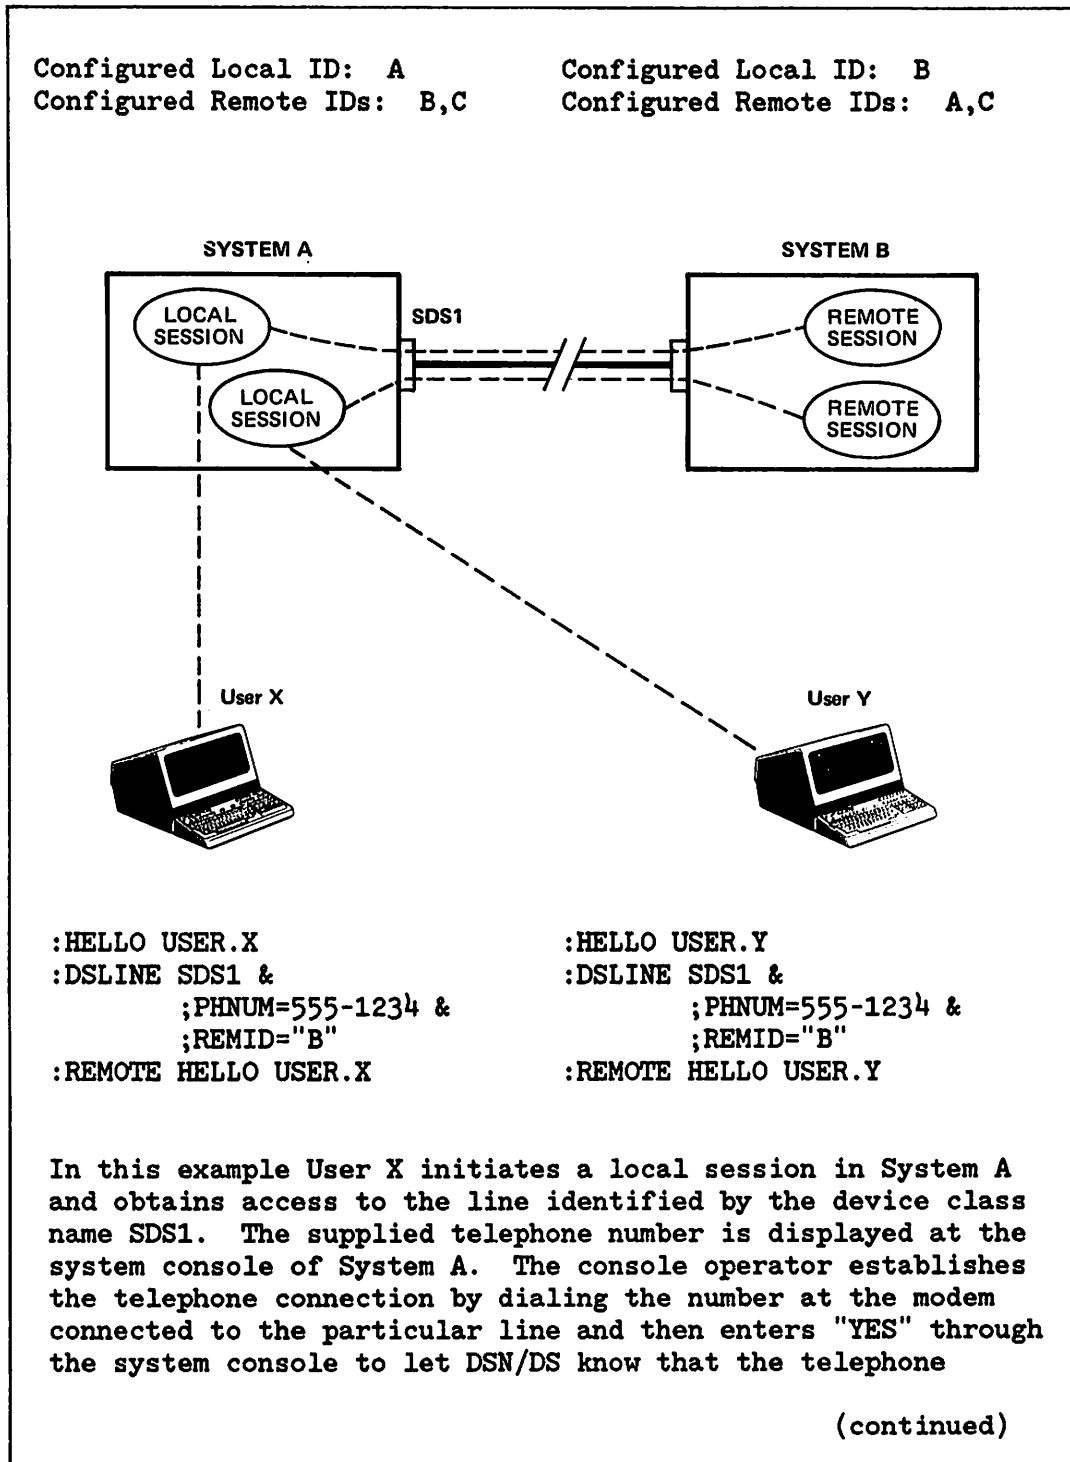 Configured Local ID:  A
Configured Remote IDs:  B,C
Configured Local ID:  B
Configured Remote IDs:  A,C
SYSTEM A
SYSTEM B
LOCAL
SESSION
SDS1
REMOTE
SESSION
LOCAL
SESSION
REMOTE
SESSION
User X
User Y
:HELLO USER.X
:DSLINE SDS1 &
;PHNUM=555-1234 &
;REMID="B"
:REMOTE HELLO USER.X
:HELLO USER.Y
:DSLINE SDS1 &
;PHNUM=555-1234 &
;REMID="B"
:REMOTE HELLO USER.Y
In this example User X initiates a local session in System A
and obtains access to the line identified by the device class
name SDS1.  The supplied telephone number is displayed at the
system console of System A.  The console operator establishes
the telephone connection by dialing the number at the modem
connected to the particular line and then enters "YES" through
the system console to let DSN/DS know that the telephone
(continued)